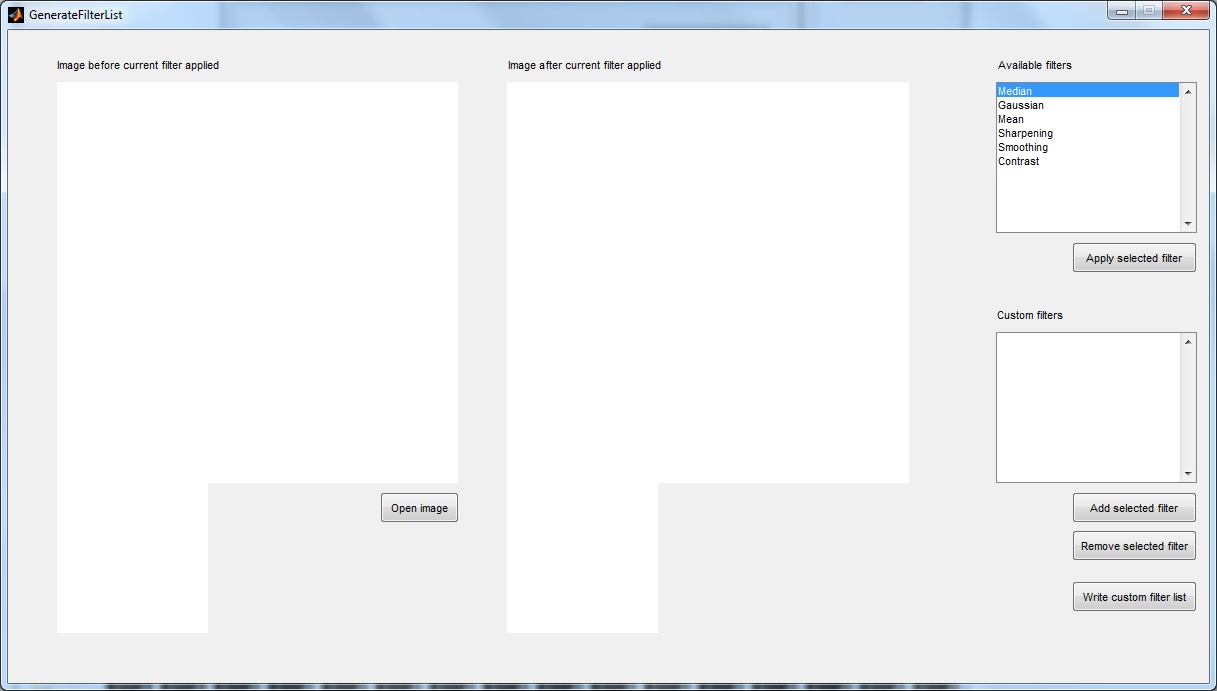 GenerateFilterList
Image before current filter applied
Image after current filter applied
Available filters
Median
Gaussian
Mean
Sharpening
Smoothing
Contrast
Apply selected filter
Custom filters
Open image
Add selected filter
Remove selected filter
Write custom filter list